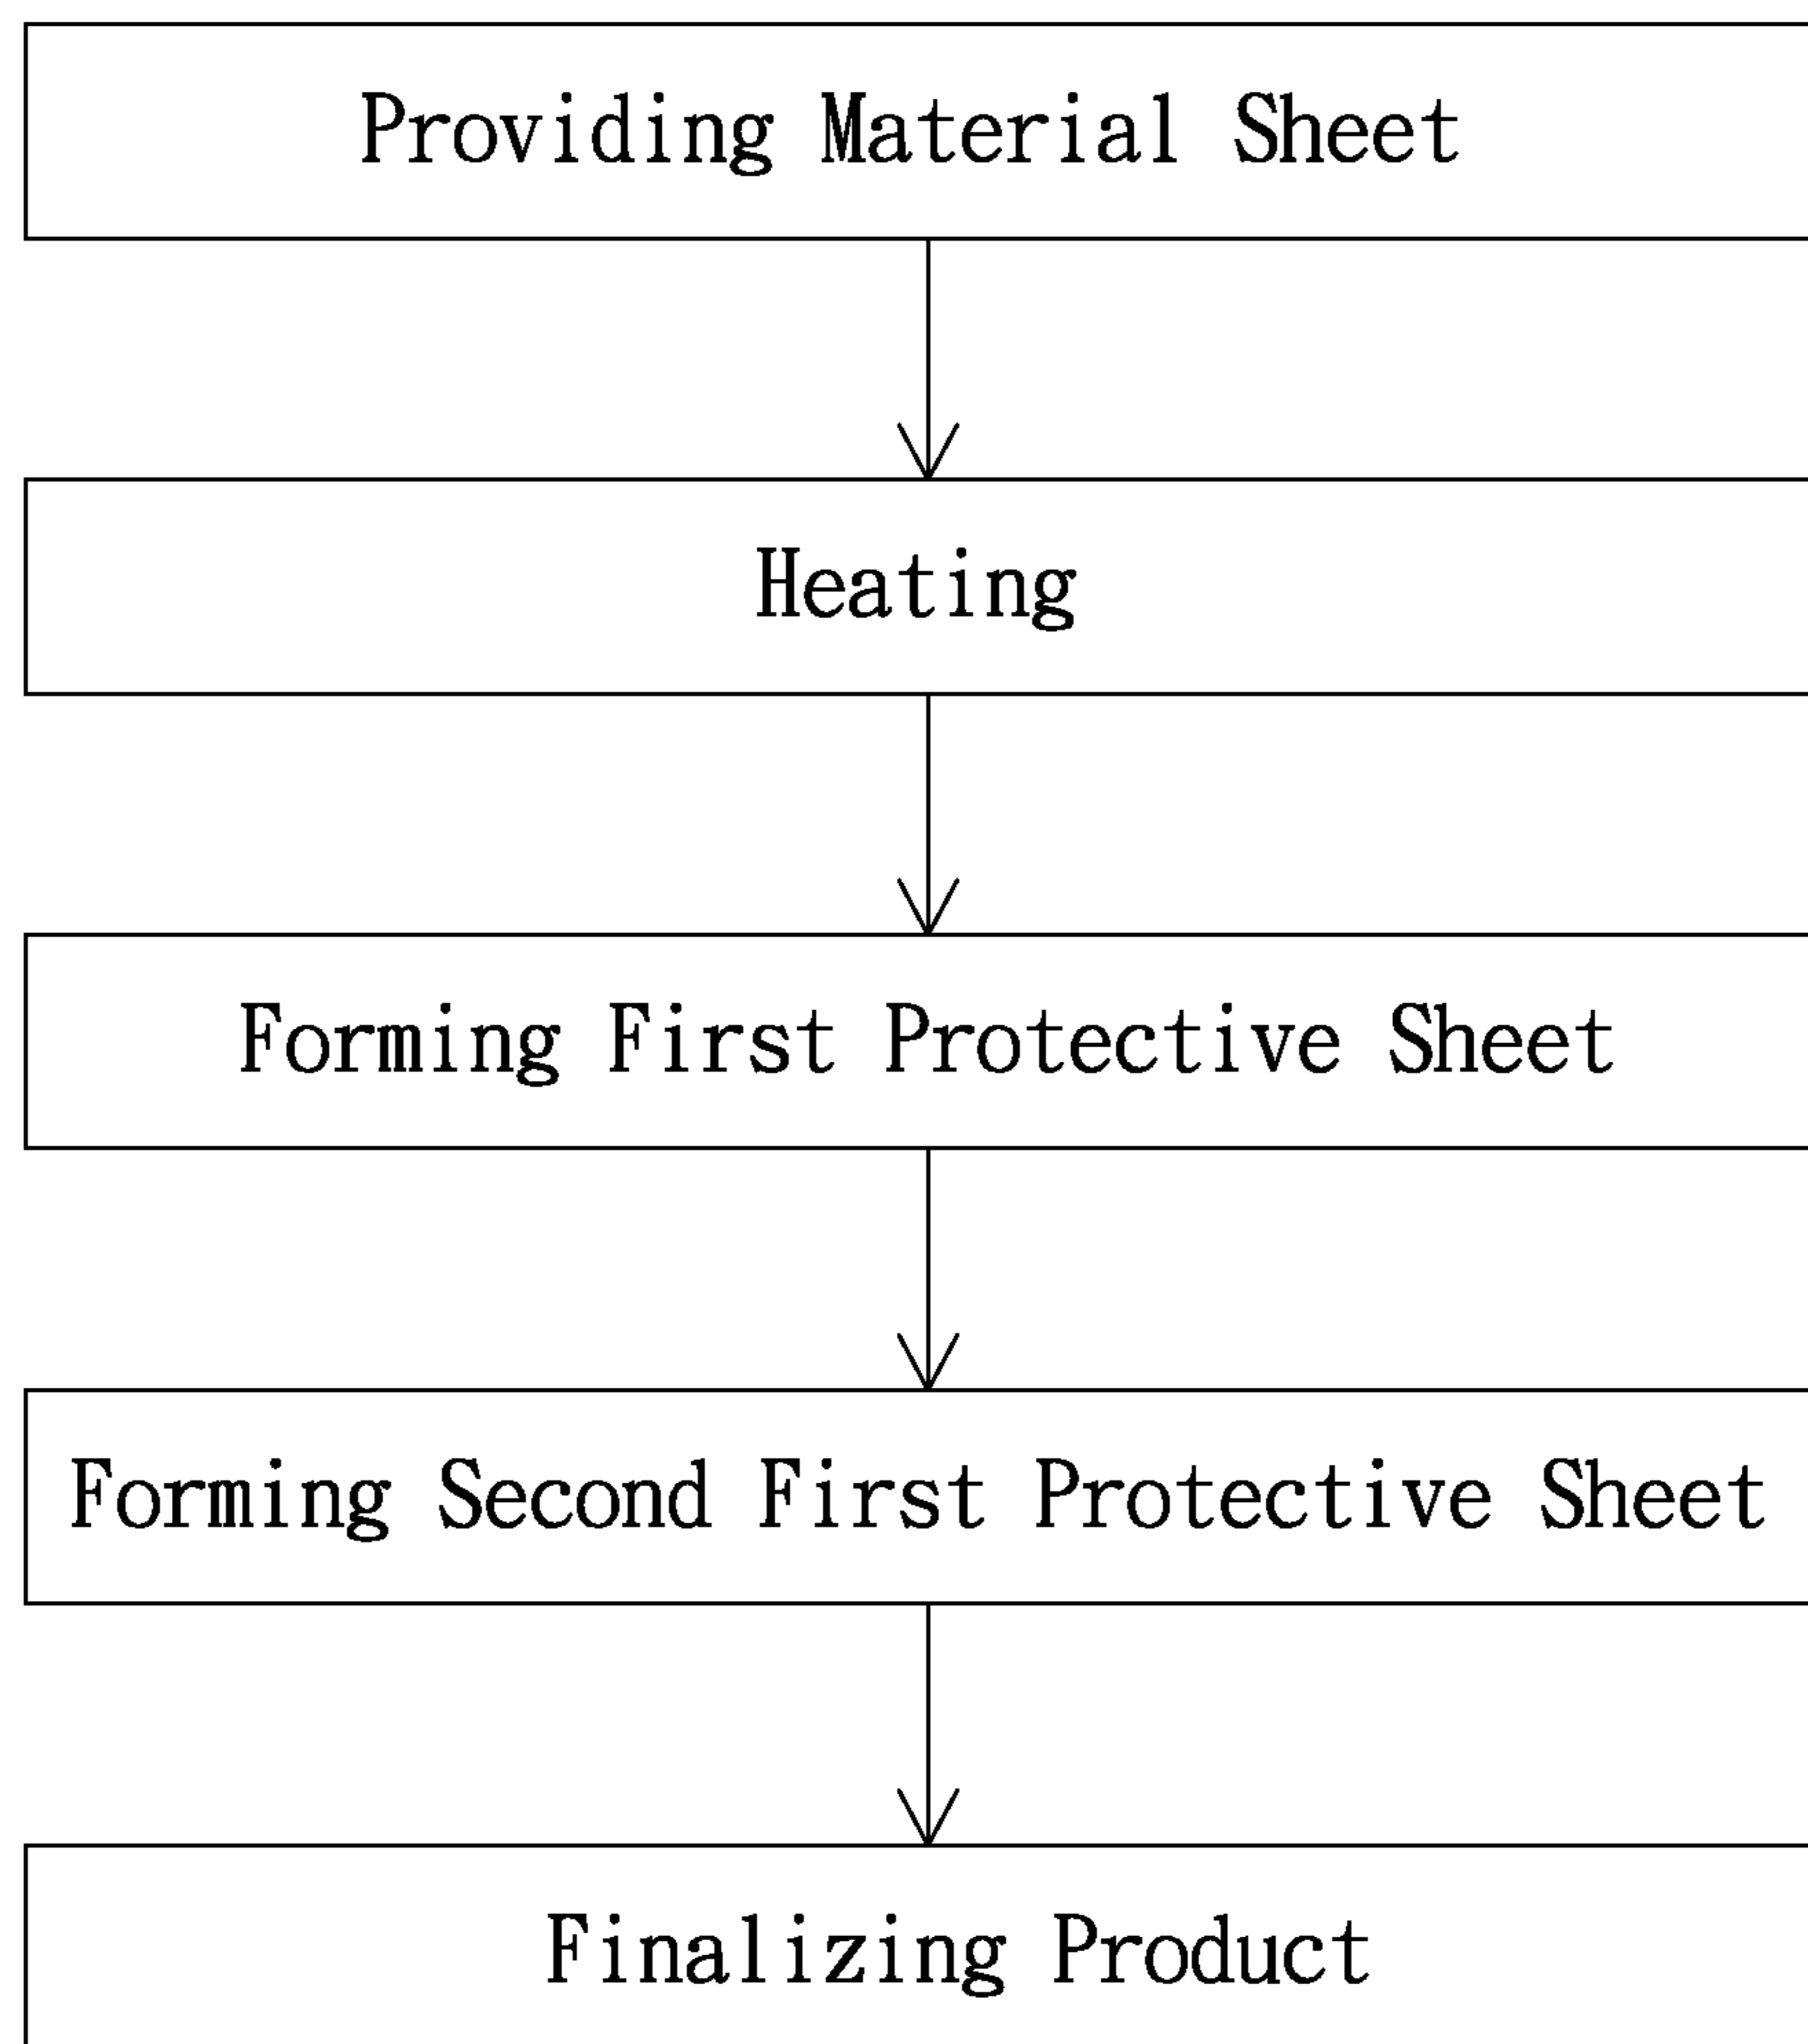 Providing Material Sheet
Heating
Forming First Protective Sheet
Forming Second First Protective Sheet
Finalizing Product